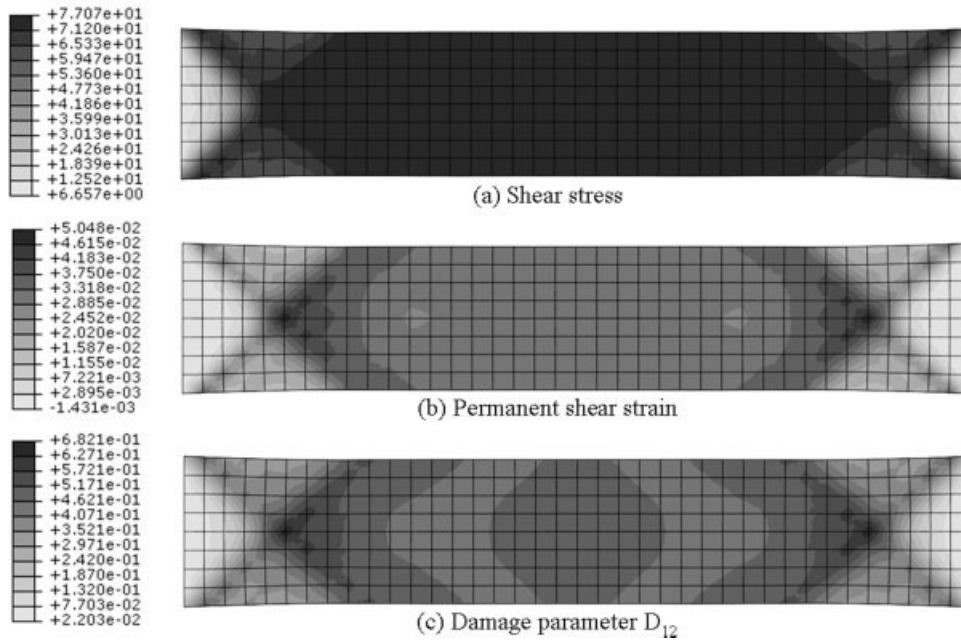 +7.707e+01
+7.120e+01
+6.533e+01
+5.947e+01
+5.360e+01
+4.773e+01
+4.186e+01
+3.599e+01
+3.013e+01
+2.426e+01
+1.839e+01
+1.252e+01
+6.657e+00
(a) Shear stress
+5.048e-02
+4.615e-02
+4.183e-02
+3.750e-02
+3.318e-02
+2.885e-02
+2.452e-02
+2.020e-02
+1.587e-02
+1.155e-02
+7.221e-03
+2.895e-03
-1.431e-03
(b) Permanent shear strain
+6.821e-01
+6.271e-01
+5.721e-01
+5.171e-01
+4.621e-01
+4.071e-01
+3.521e-01
+2.971e-01
+2.420e-01
+1.870e-01
+1.320e-01
+7.703e-02
+2.203e-02
(c) Damage parameter D₁₂